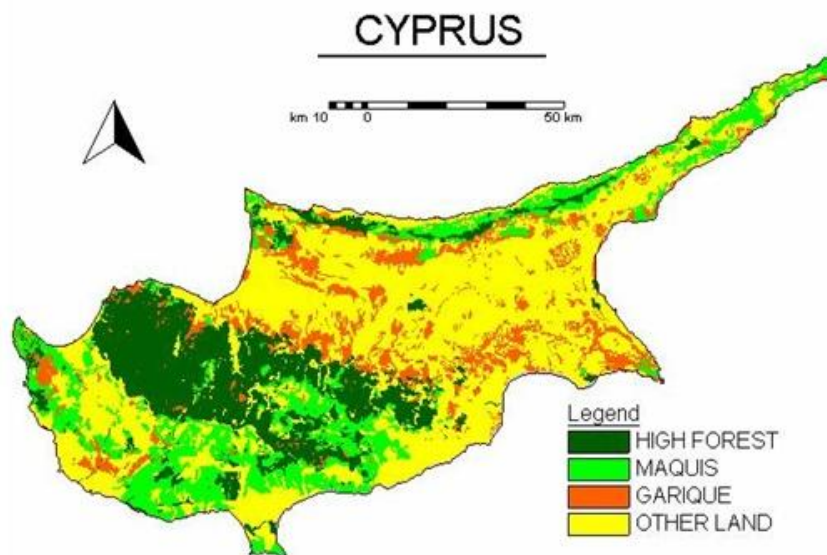 CYPRUS
km 10 0 50 km
Legend
HIGH FOREST
MAQUIS
GARIQUE
OTHER LAND